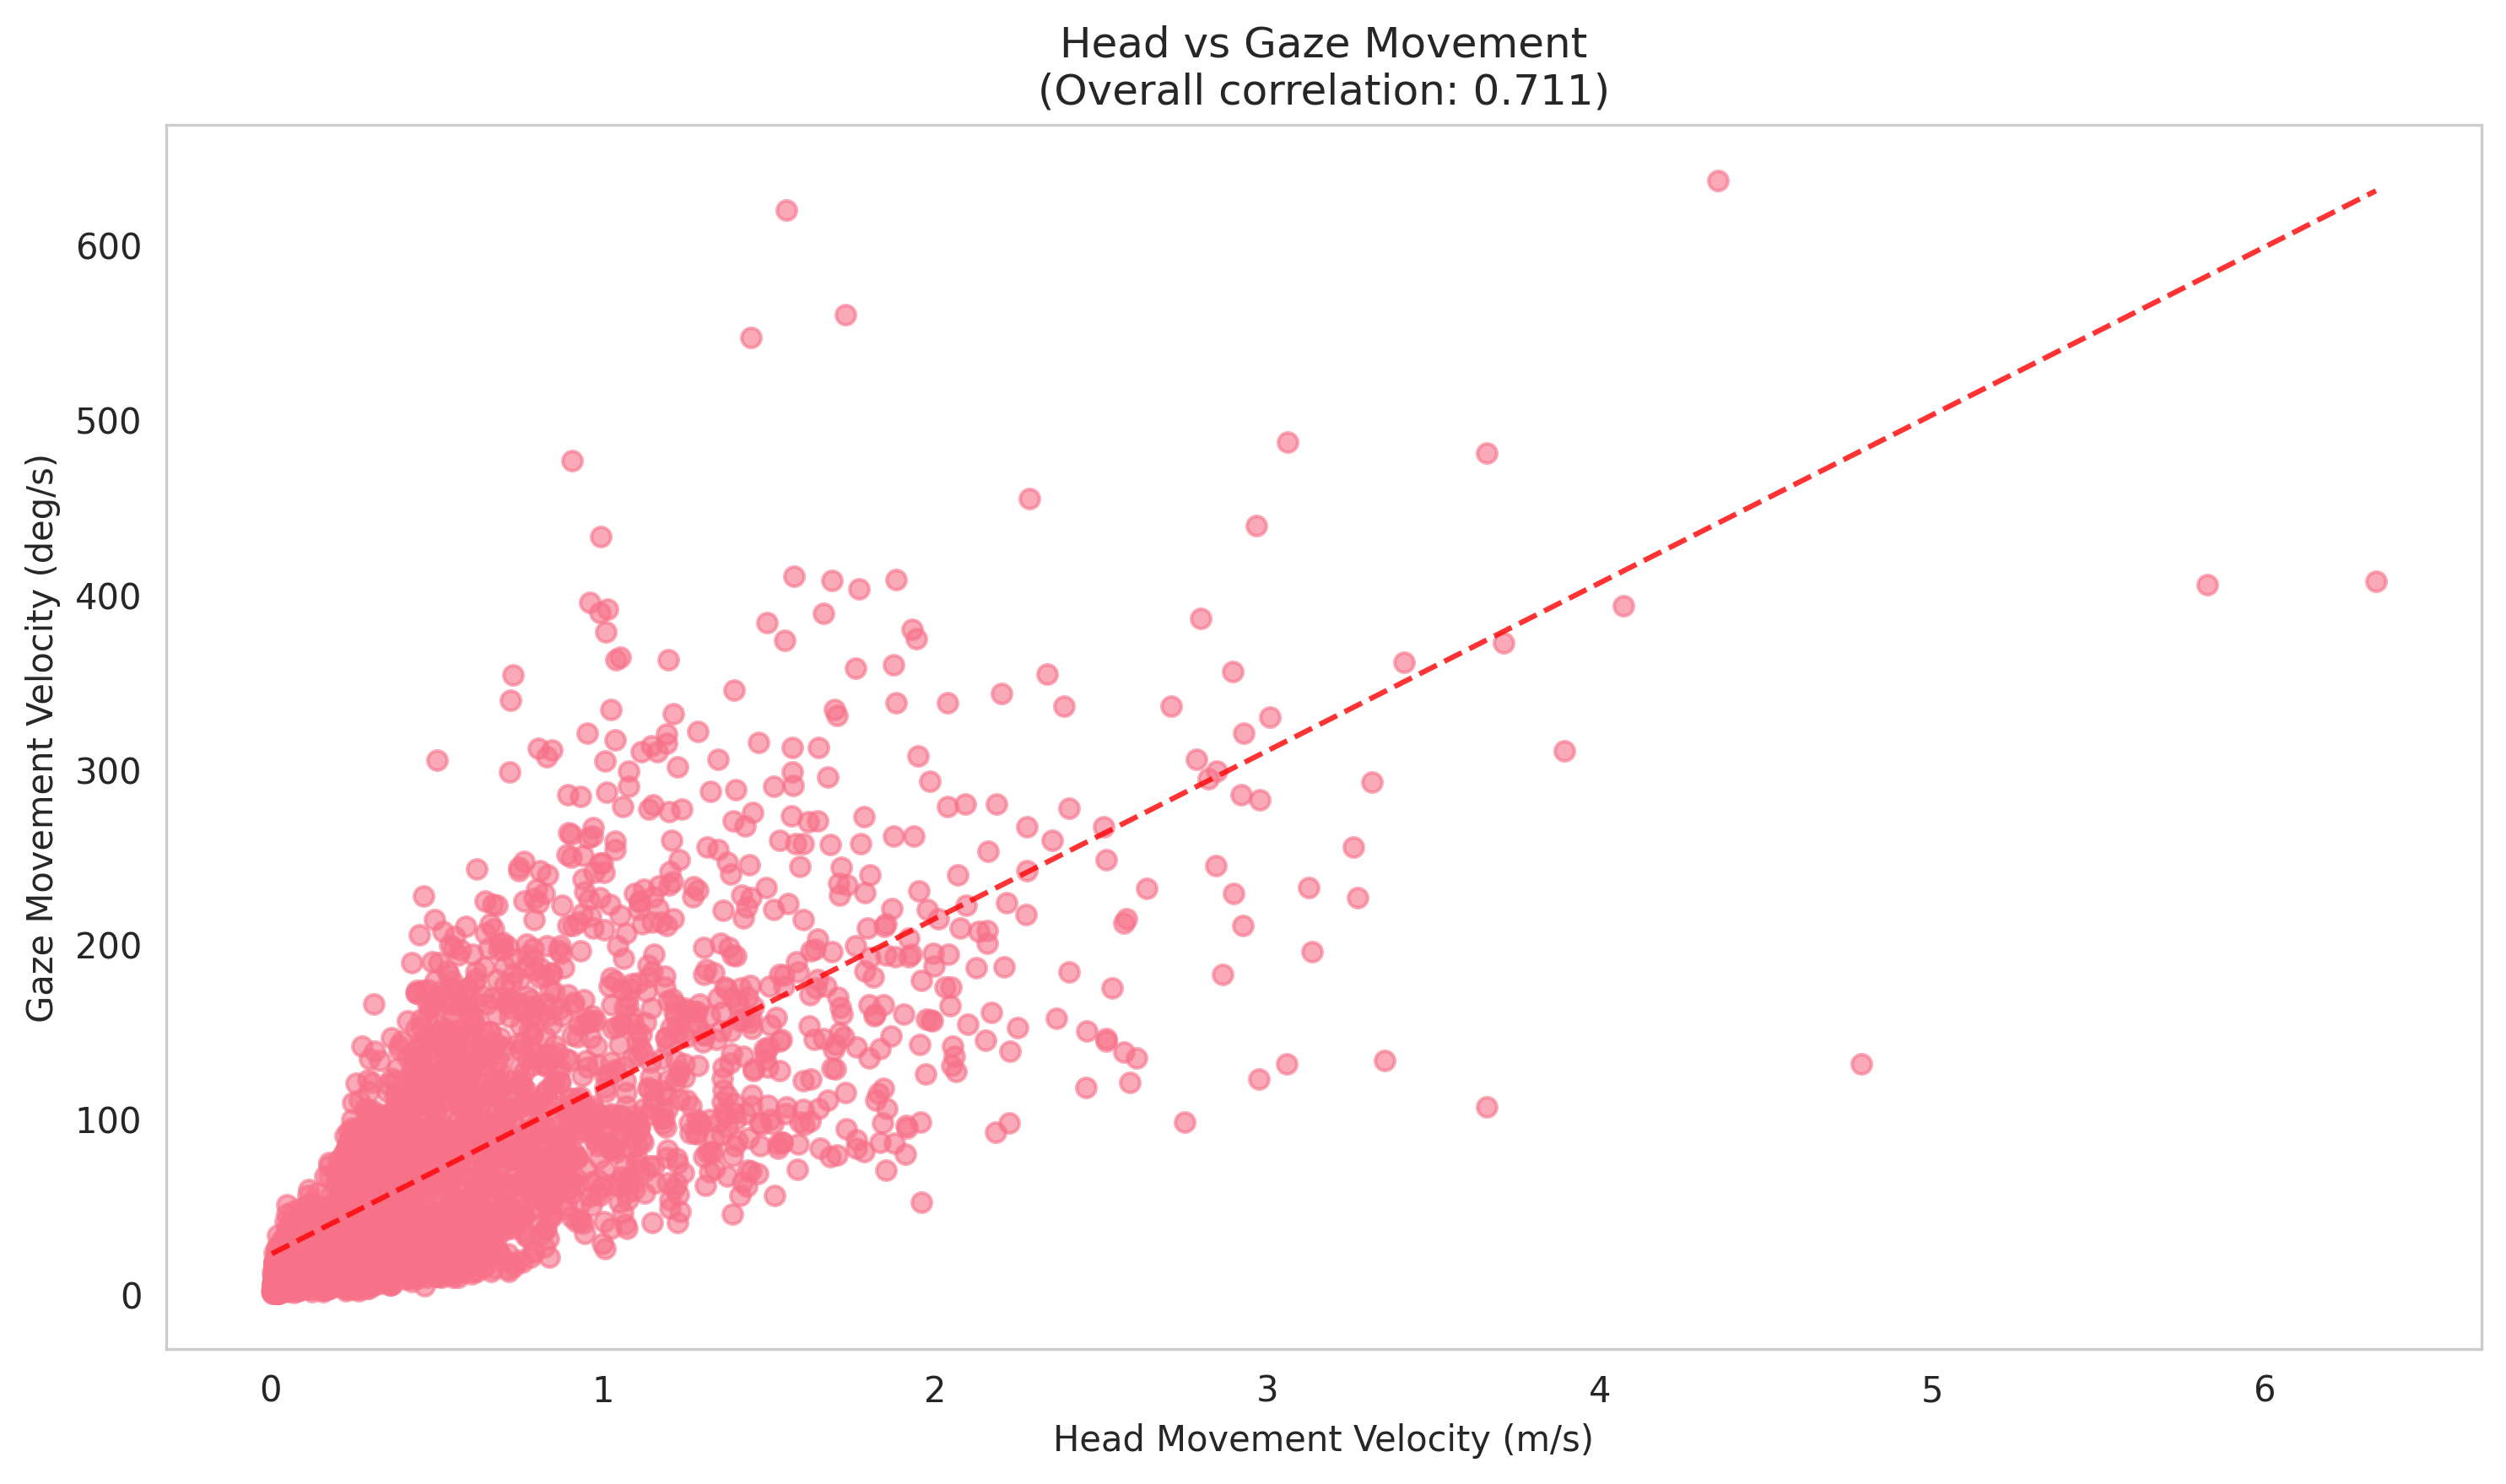 Head vs Gaze Movement
(Overall correlation: 0.711)
Gaze Movement Velocity (deg/s)
600
500
400
300
200
100
0
0 1 2 3 4 5 6
Head Movement Velocity (m/s)